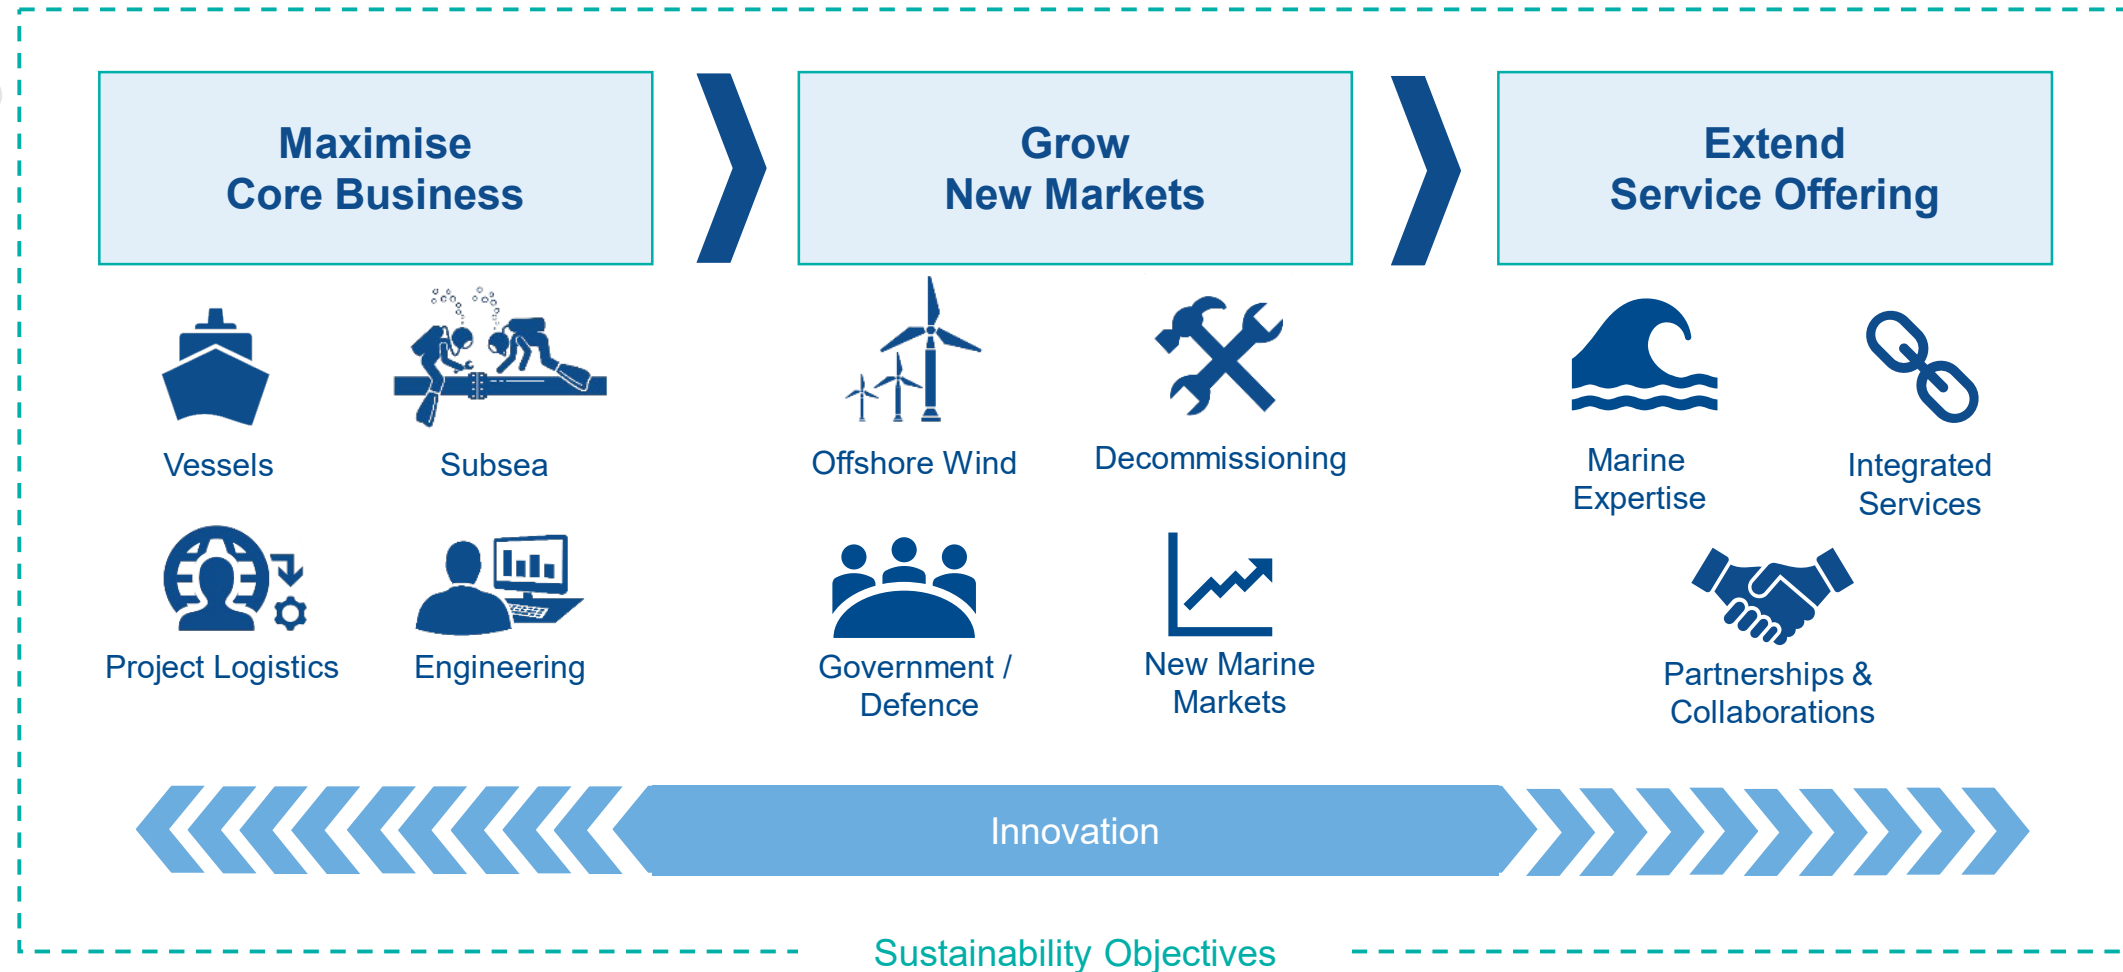 Maximise
Core Business
Grow
New Markets
Extend
Service Offering
Vessels
Subsea
Offshore Wind
Decommissioning
Marine
Expertise
Integrated
Services
Project Logistics
Engineering
Government /
Defence
New Marine
Markets
Partnerships &
Collaborations
Innovation
Sustainability Objectives